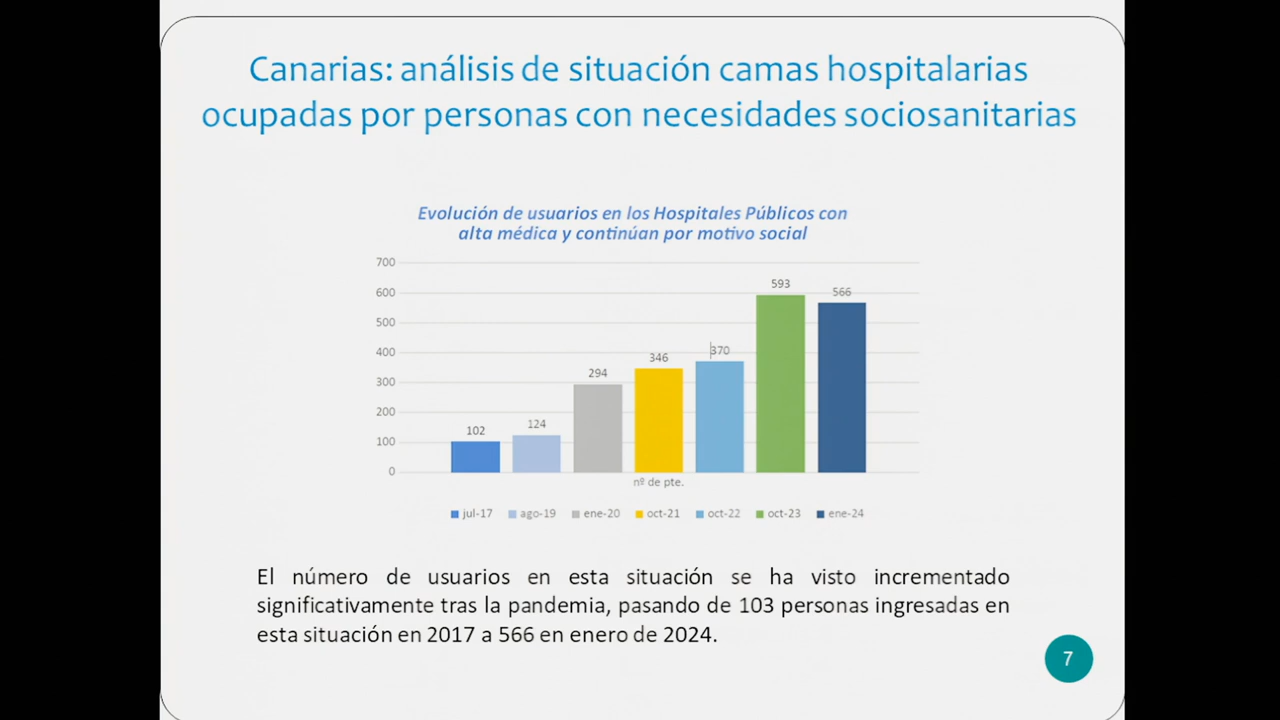 Canarias: análisis de situación camas hospitalarias
ocupadas por personas con necesidades sociosanitarias
Evolución de usuarios en los Hospitales Públicos con
alta médica y continúan por motivo social
700
600
500
400
300
200
100
0
102
124
294
346
370
593
566
nº de pte.
jul-17 ago-19 ene-20 oct-21 oct-22 oct-23 ene-24
El número de usuarios en esta situación se ha visto incrementado
significativamente tras la pandemia, pasando de 103 personas ingresadas en
esta situación en 2017 a 566 en enero de 2024.
7